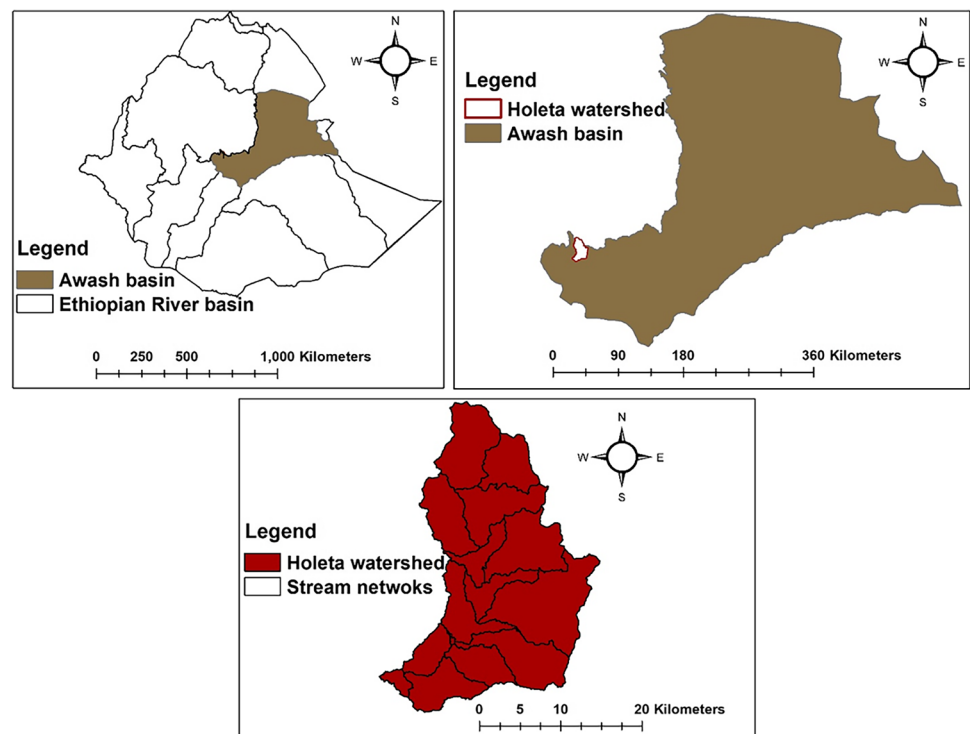 N
W E
S
Legend
Awash basin
Ethiopian River basin
0 250 500 1,000 Kilometers
N
W E
S
Legend
Holeta watershed
Awash basin
0 90 180 360 Kilometers
N
W E
S
Legend
Holeta watershed
Stream netwoks
0 5 10 20 Kilometers